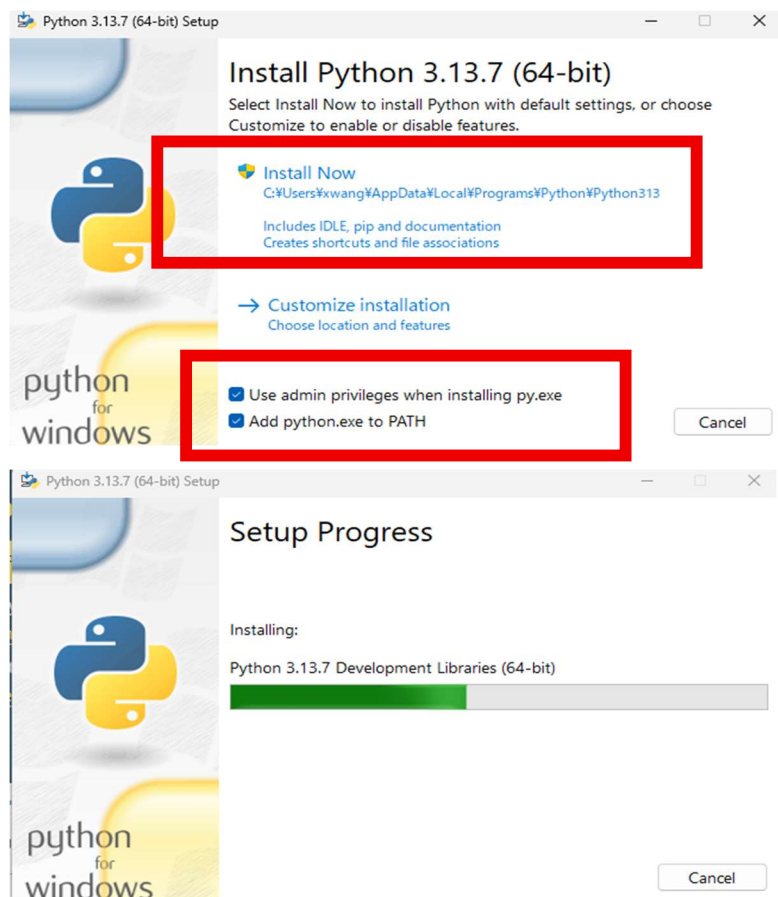 Python 3.13.7 (64-bit) Setup
Install Python 3.13.7 (64-bit)
Select Install Now to install Python with default settings, or choose
Customize to enable or disable features.
Install Now
C:¥Users¥xwang¥AppData¥Local¥Programs¥Python¥Python313
Includes IDLE, pip and documentation
Creates shortcuts and file associations
Customize installation
Choose location and features
Use admin privileges when installing py.exe
Add python.exe to PATH
Cancel
python
for
windows
Python 3.13.7 (64-bit) Setup
Setup Progress
Installing:
Python 3.13.7 Development Libraries (64-bit)
Cancel
python
for
windows